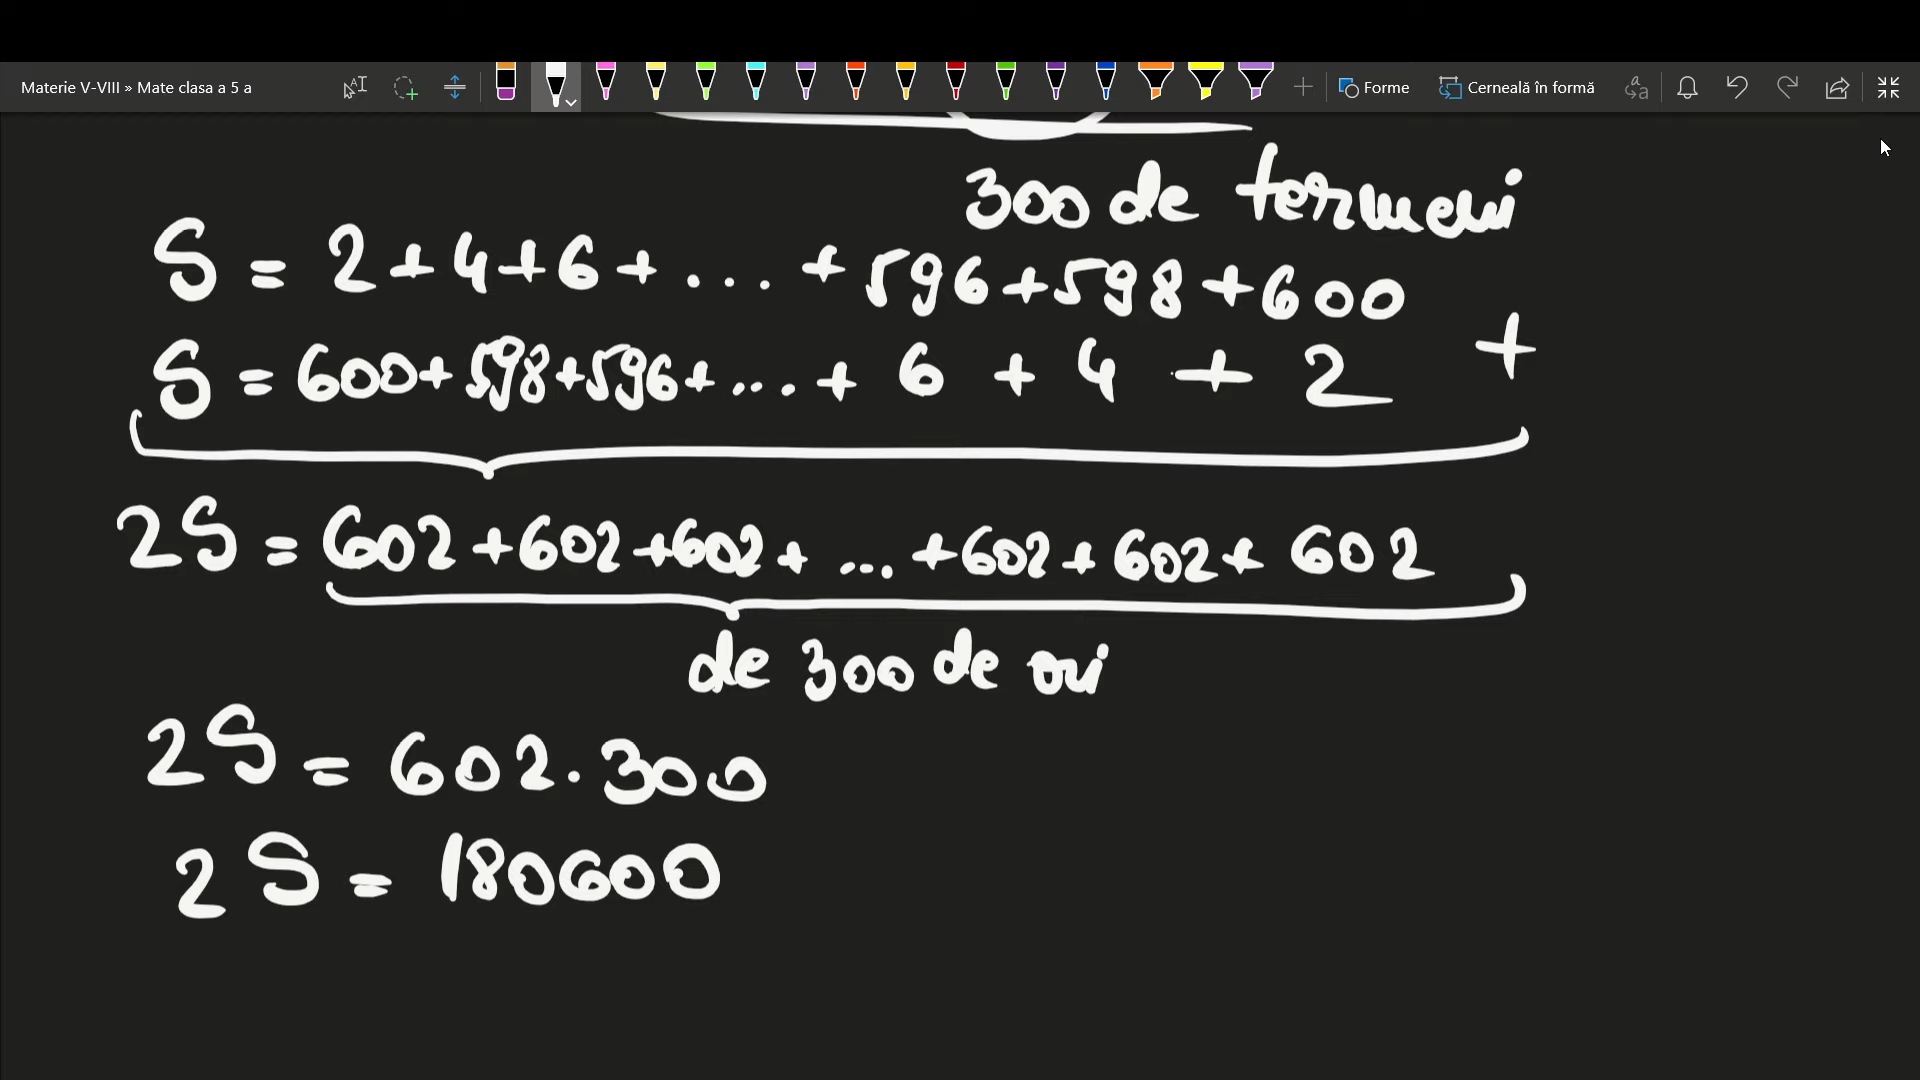 Materie V-VIII » Mate clasa a 5 a
Forme
Cerneală în formă
300 de termeni
S = 2+4+6+ ... +596+598+600
S = 600+598+596+ ... + 6 + 4 + 2 +
2S = 602+602+602+ ... +602+602+602
de 300 de ori
2S = 602·300
2S = 180600